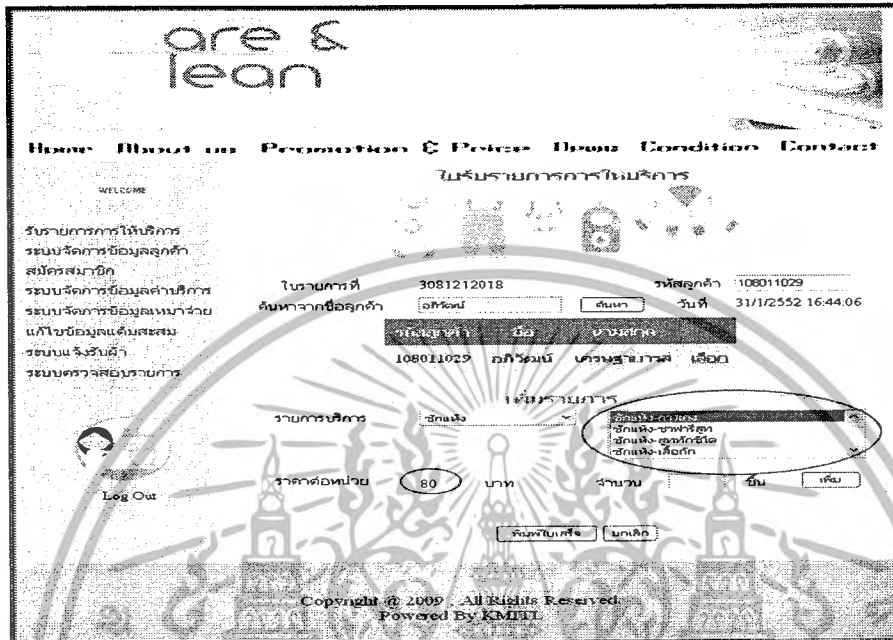 are &
lean
Home About us Promotion & Price News Condition Contact
ใบรับรายการการให้บริการ
WELCOME
รับรายการการให้บริการ
ระบบจัดการข้อมูลลูกค้า
สมัครสมาชิก
ระบบจัดการข้อมูลค่าบริการ
ระบบจัดการข้อมูลเหมาจ่าย
แก้ไขข้อมูลแต้มสะสม
ระบบแจ้งรับผ้า
ระบบตรวจสอบรายการ
Log Out
ใบรายการที่ 3081212018 รหัสลูกค้า 108011029
ค้นหาจากชื่อลูกค้า อภิวัฒน์ ค้นหา วันที่ 31/1/2552 16:44:06
รหัสลูกค้า ชื่อ นามสกุล
108011029 อภิวัฒน์ เลือก
เพิ่มรายการ
รายการบริการ ซักแห้ง
ซักแห้ง-กางเกง
ซักแห้ง-ซาฟารีสูท
ซักแห้ง-สูททักซิโด
ซักแห้ง-เสื้อกั๊ก
ราคาต่อหน่วย 80 บาท จำนวน ชิ้น เพิ่ม
พิมพ์ใบเสร็จ ยกเลิก
Copyright @ 2009 . All Rights Reserved.
Powered By KMITL